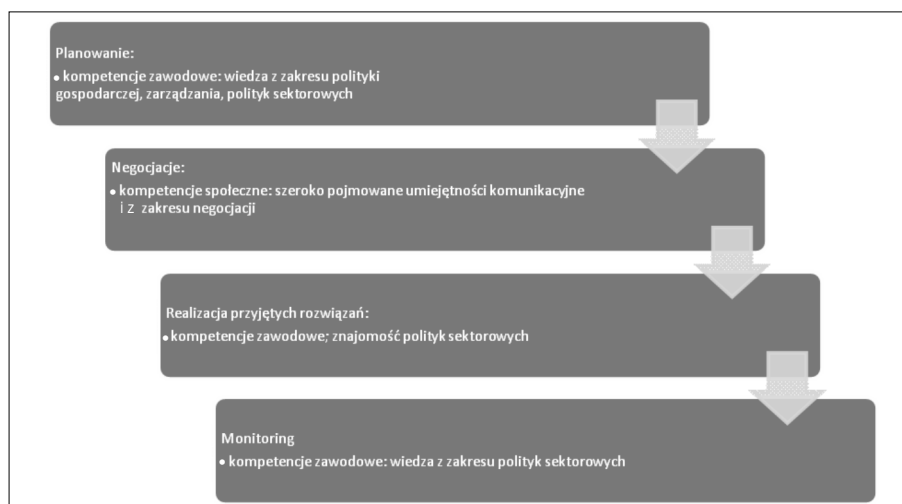 Planowanie:
• kompetencje zawodowe: wiedza z zakresu polityki
gospodarczej, zarządzania, polityk sektorowych
Negocjacje:
• kompetencje społeczne: szeroko pojmowane umiejętności komunikacyjne
i z zakresu negocjacji
Realizacja przyjętych rozwiązań:
• kompetencje zawodowe; znajomość polityk sektorowych
Monitoring
• kompetencje zawodowe: wiedza z zakresu polityk sektorowych